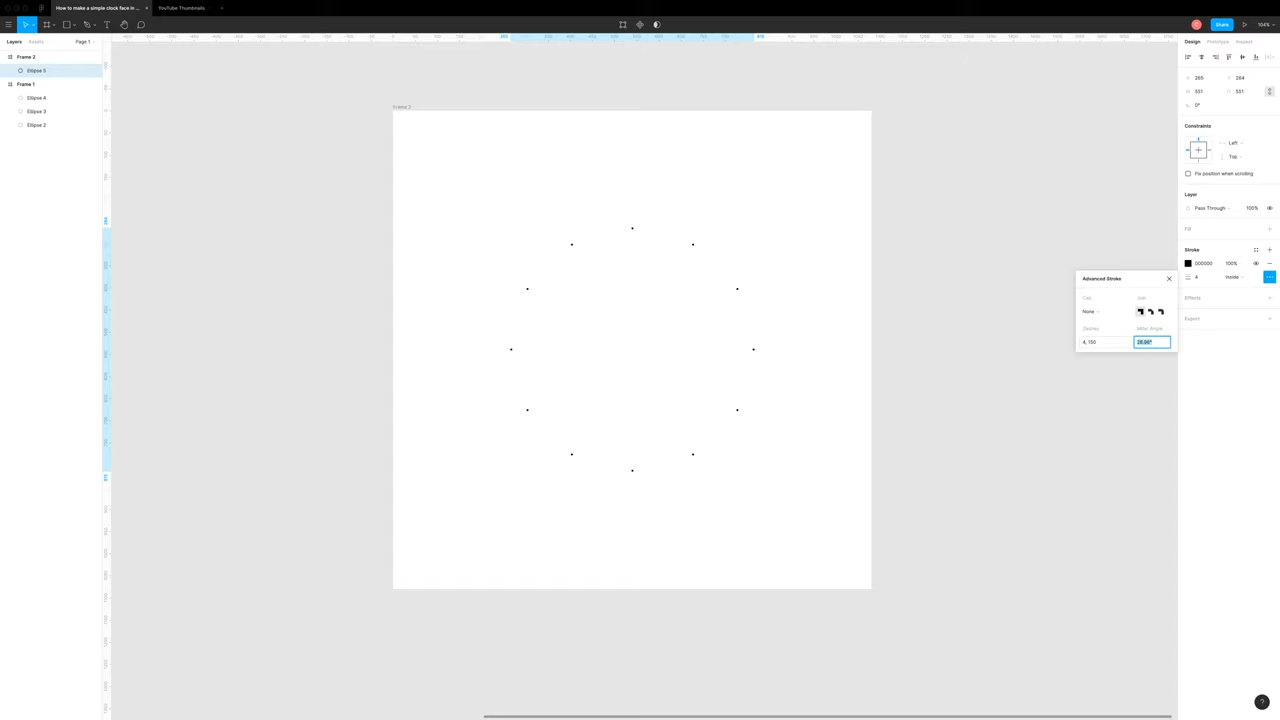 How to make a simple clock face in ...
YouTube Thumbnails
Share
104%
Layers
Assets
Page 1
Design
Prototype
Inspect
Frame 2
Ellipse 5
Frame 1
Ellipse 4
Ellipse 3
Ellipse 2
Frame 2
X 265
Y 264
W 551
H 551
0°
Constraints
Left
Top
Fix position when scrolling
Layer
Pass Through
100%
Fill
Stroke
000000
100%
4
Inside
Effects
Export
Advanced Stroke
Cap
Join
None
Dashes
Miter Angle
4, 150
28.96°